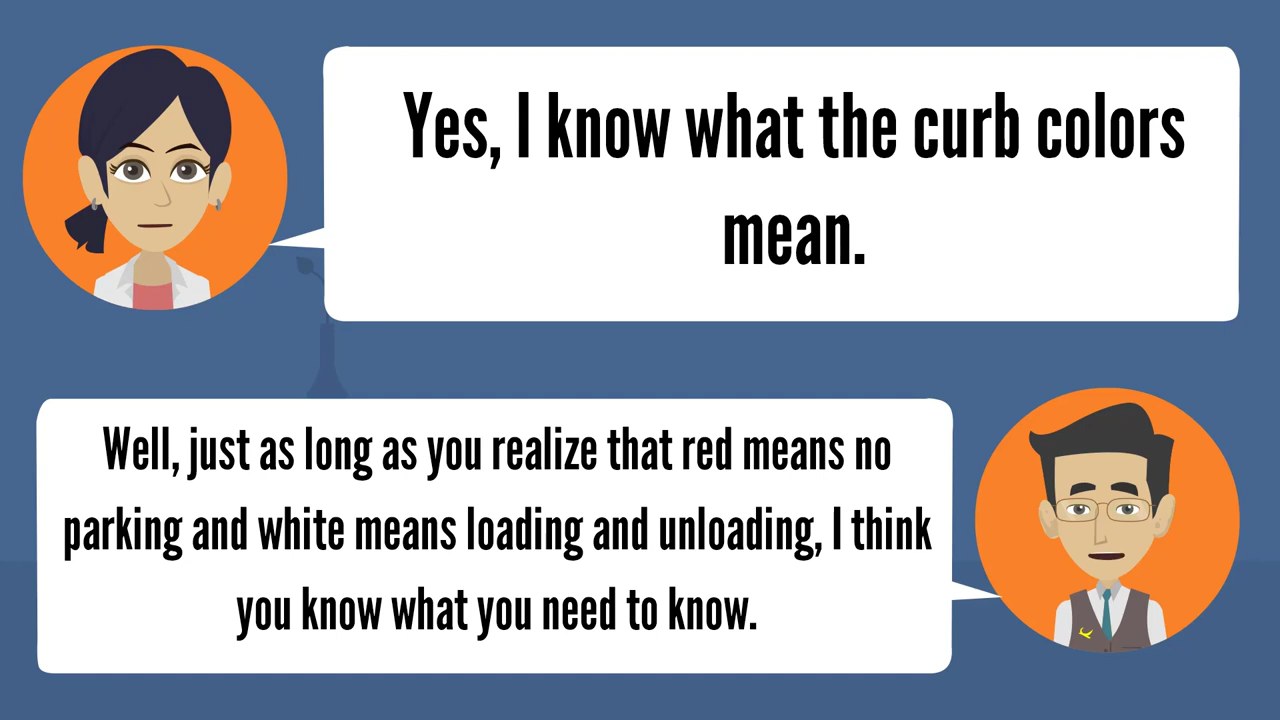 Yes, I know what the curb colors
mean.
Well, just as long as you realize that red means no
parking and white means loading and unloading, I think
you know what you need to know.